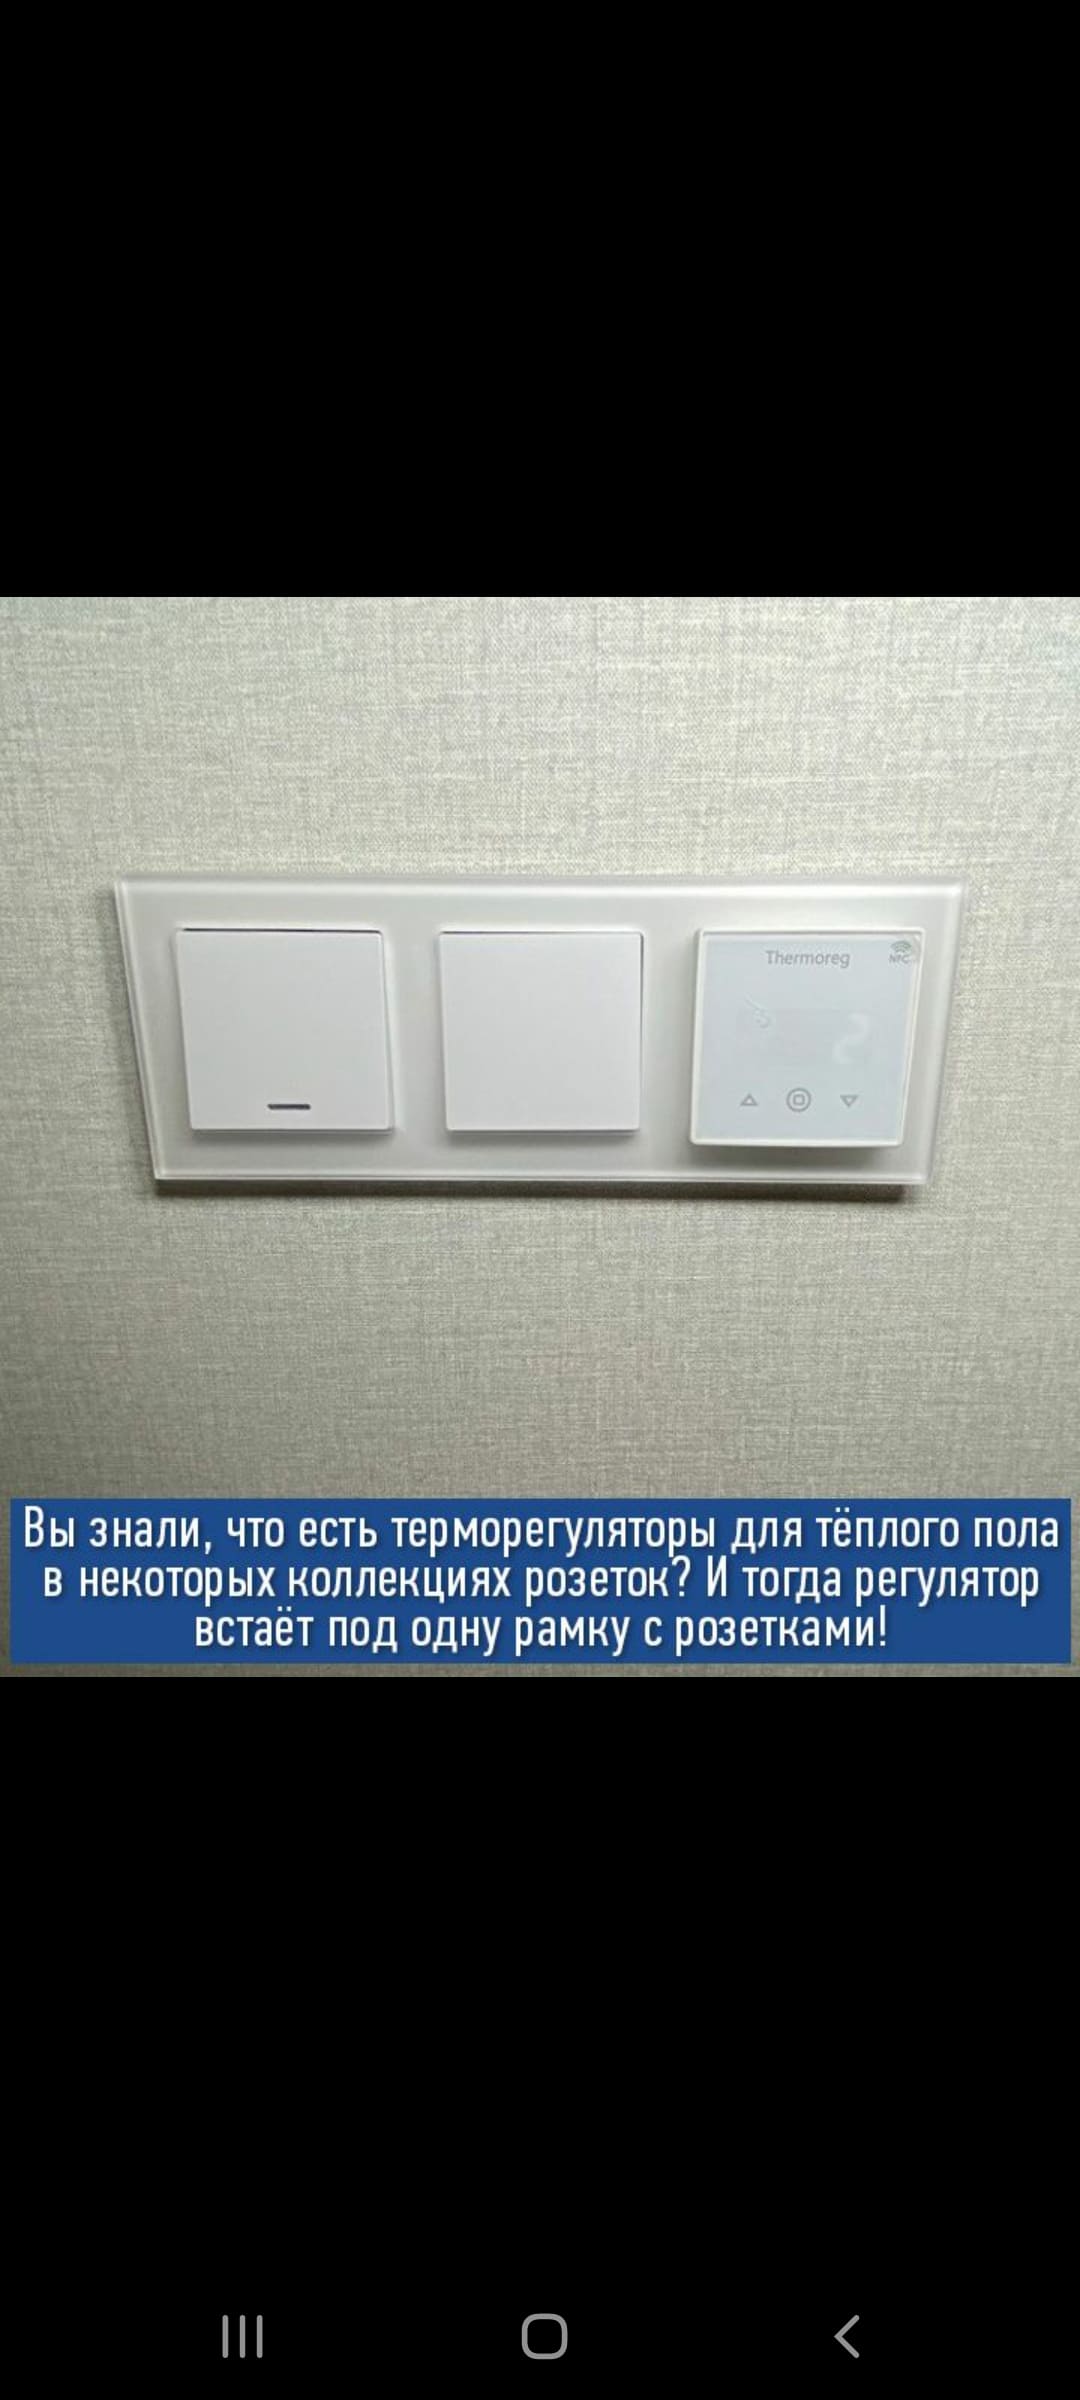 Thermoreg
NFC
Вы знали, что есть терморегуляторы для тёплого пола
в некоторых коллекциях розеток? И тогда регулятор
встаёт под одну рамку с розетками!